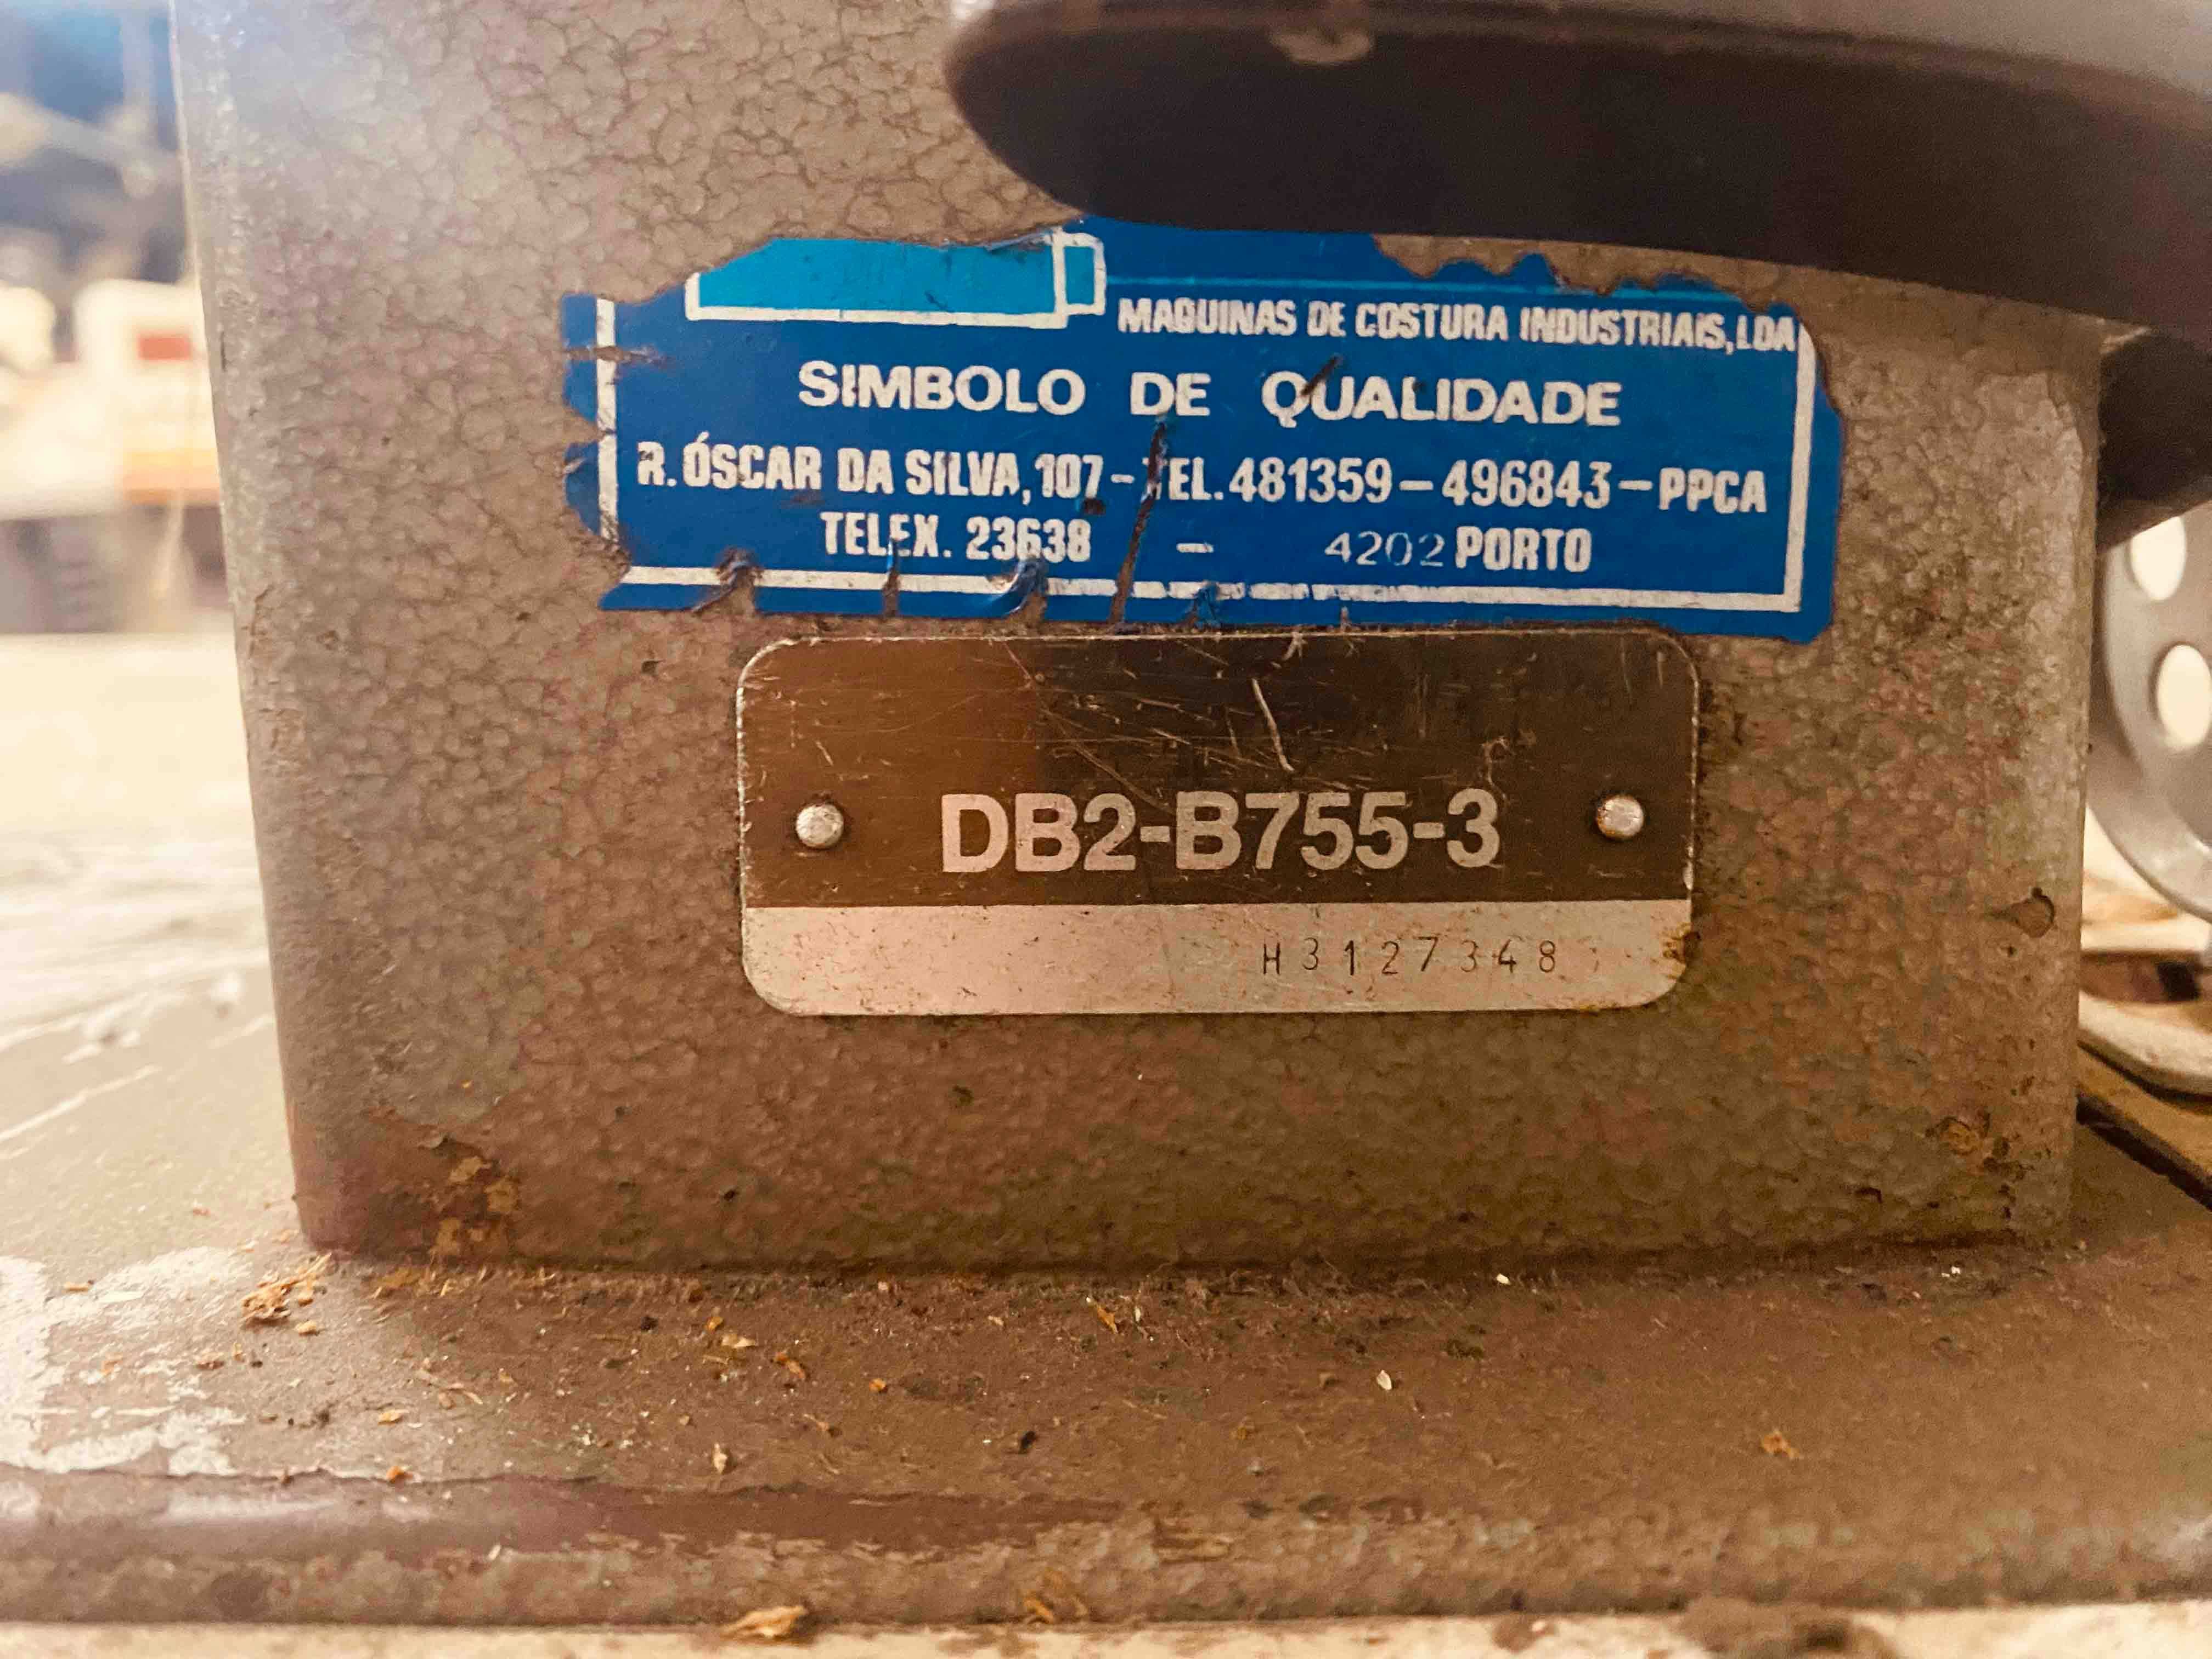 MAQUINAS DE COSTURA INDUSTRIAIS, LDA
SIMBOLO DE QUALIDADE
R. ÓSCAR DA SILVA, 107 - TEL. 481359 - 496843 - PPCA
TELEX. 23638 - 4202 PORTO
DB2-B755-3
H3127348